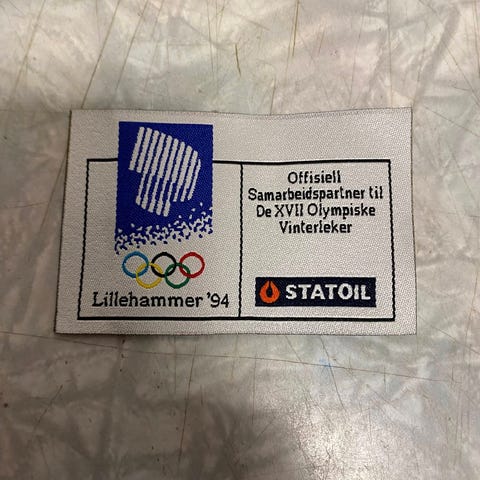 Lillehammer '94
Offisiell
Samarbeidspartner til
De XVII Olympiske
Vinterleker
STATOIL